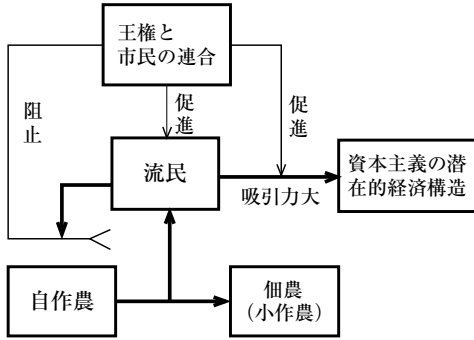 王権と
市民の連合
阻止
促進
促進
流民
吸引力大
資本主義の潜
在的経済構造
自作農
佃農
（小作農）